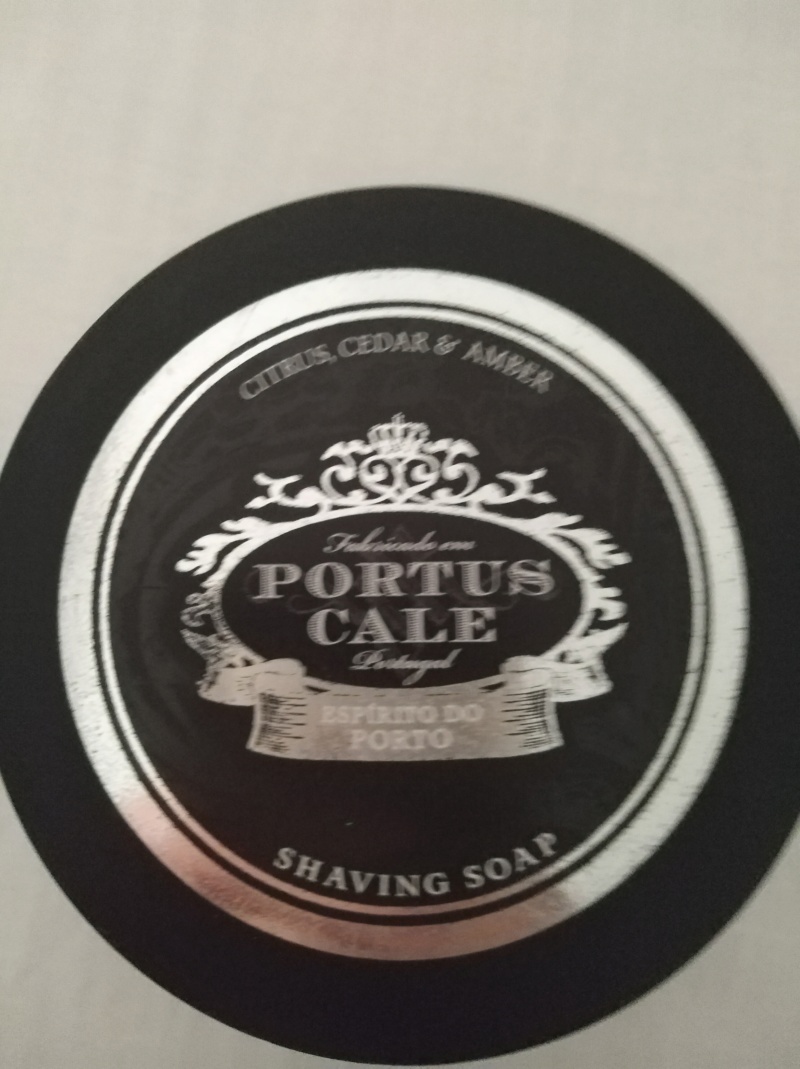 CITRUS, CEDAR & AMBER
Fabricado em
PORTUS
CALE
Portugal
ESPÍRITO DO
PORTO
SHAVING SOAP